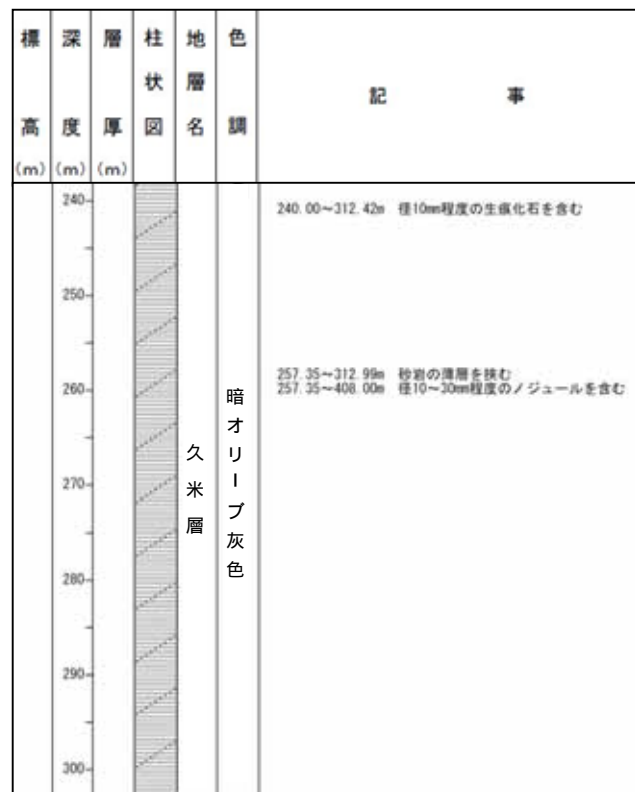 標高(m)
深度(m)
層厚(m)
柱状図
地層名
色調
記事
240
250
260
270
280
290
300
久米層
暗オリーブ灰色
240.00~312.42m 径10mm程度の生痕化石を含む
257.35~312.99m 砂岩の薄層を挟む
257.35~408.00m 径10~30mm程度のノジュールを含む